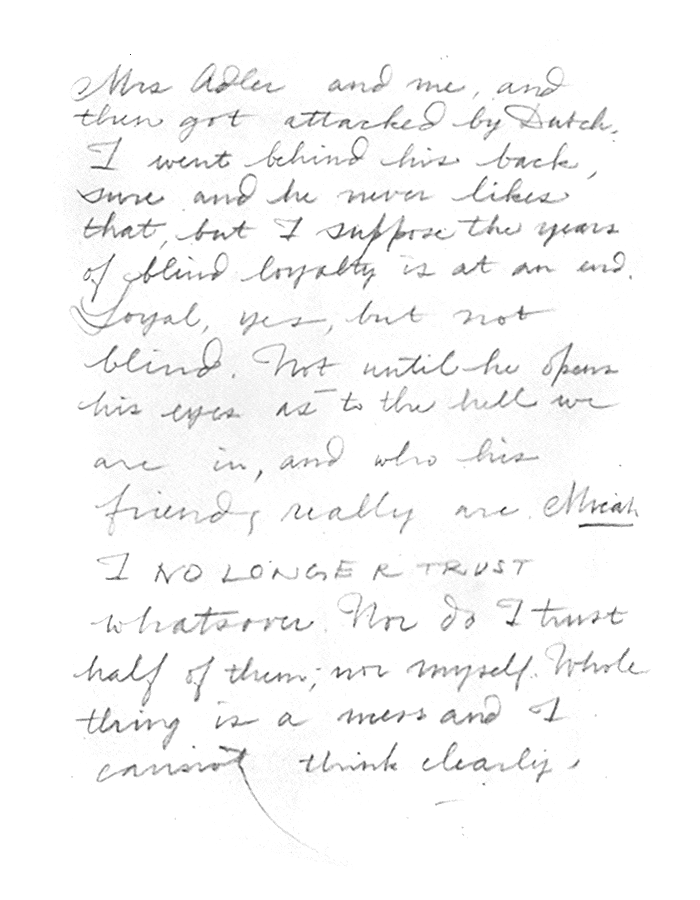 Mrs Adler and me, and
then got attacked by Dutch.
I went behind his back,
sure and he never likes
that, but I suppose the years
of blind loyalty is at an end.
Loyal, yes, but not
blind. Not until he opens
his eyes as to the hell we
are in, and who his
friends really are. Micah
I NO LONGER TRUST
whatsover. Nor do I trust
half of them, nor myself. Whole
thing is a mess and I
cannot think clearly.